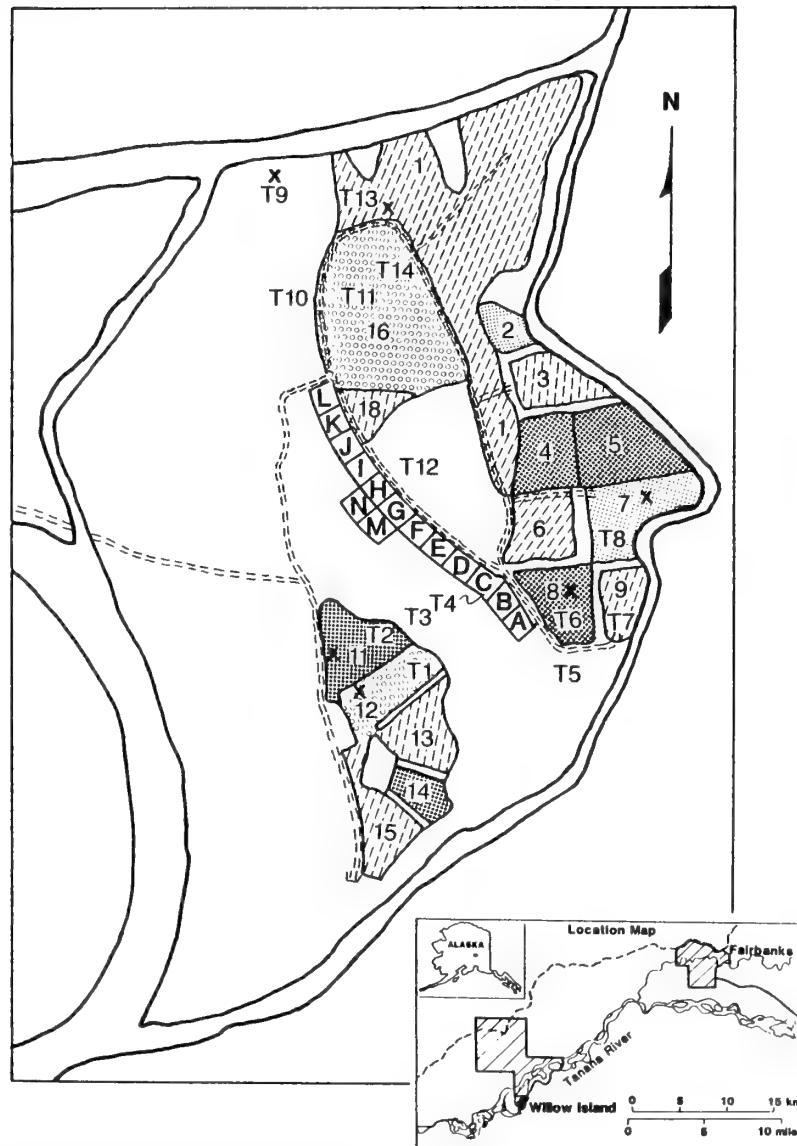 N
1
X
T9
T13
X
T14
T10
T11
16
2
3
L
K
18
1
4
5
J
I
T12
H
N
G
7
X
M
F
6
T8
E
D
C
8
X
9
T4
B
T6
T7
T3
A
T2
X
11
T1
T5
X
12
13
14
15
Location Map
ALASKA
Fairbanks
Tanana River
Willow Island
0 5 10 15 km
0 5 10 mile